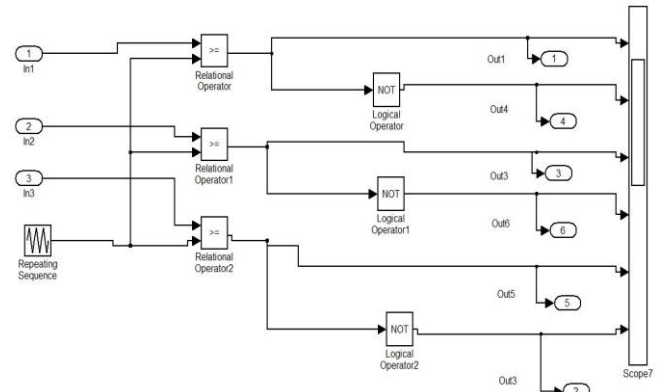 1
In1
>=
Relational
Operator
Out1
1
NOT
Logical
Operator
Out4
4
2
In2
>=
Relational
Operator1
Out3
3
3
In3
NOT
Logical
Operator1
Out6
6
>=
Relational
Operator2
Repeating
Sequence
Out5
5
NOT
Logical
Operator2
Out3
2
Scope7